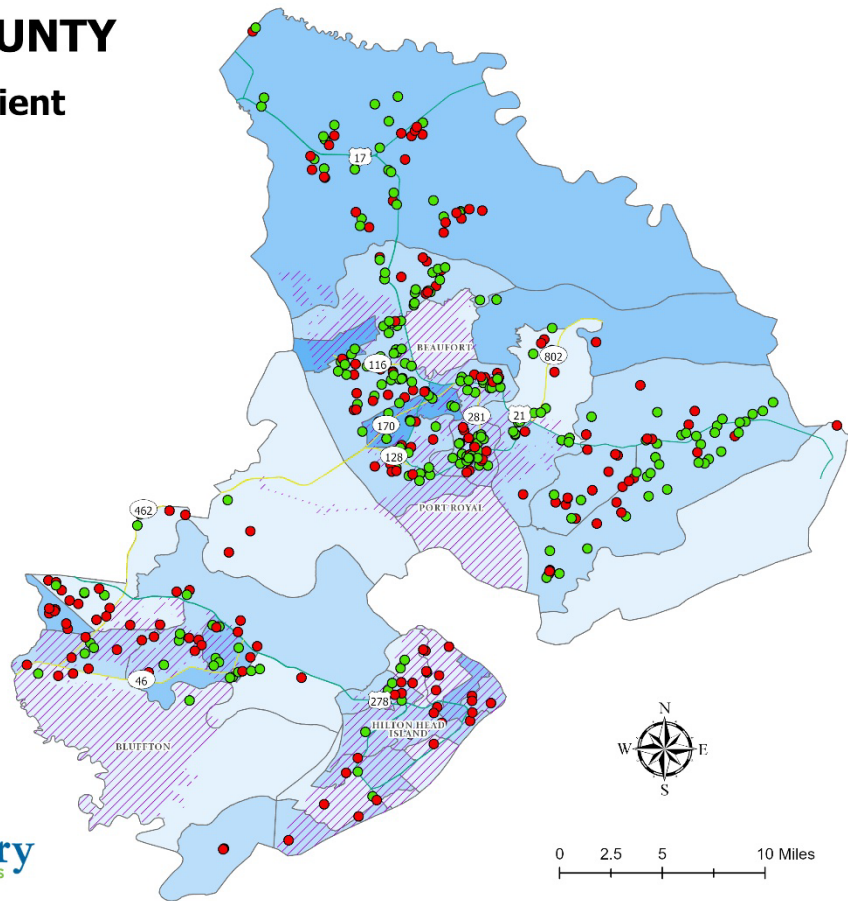 UNTY
ient
17
BEAUFORT
802
116
281
21
170
128
PORT ROYAL
462
46
278
HILTON HEAD
ISLAND
BLUFFTON
N
W
E
S
ry
s
0 2.5 5 10 Miles